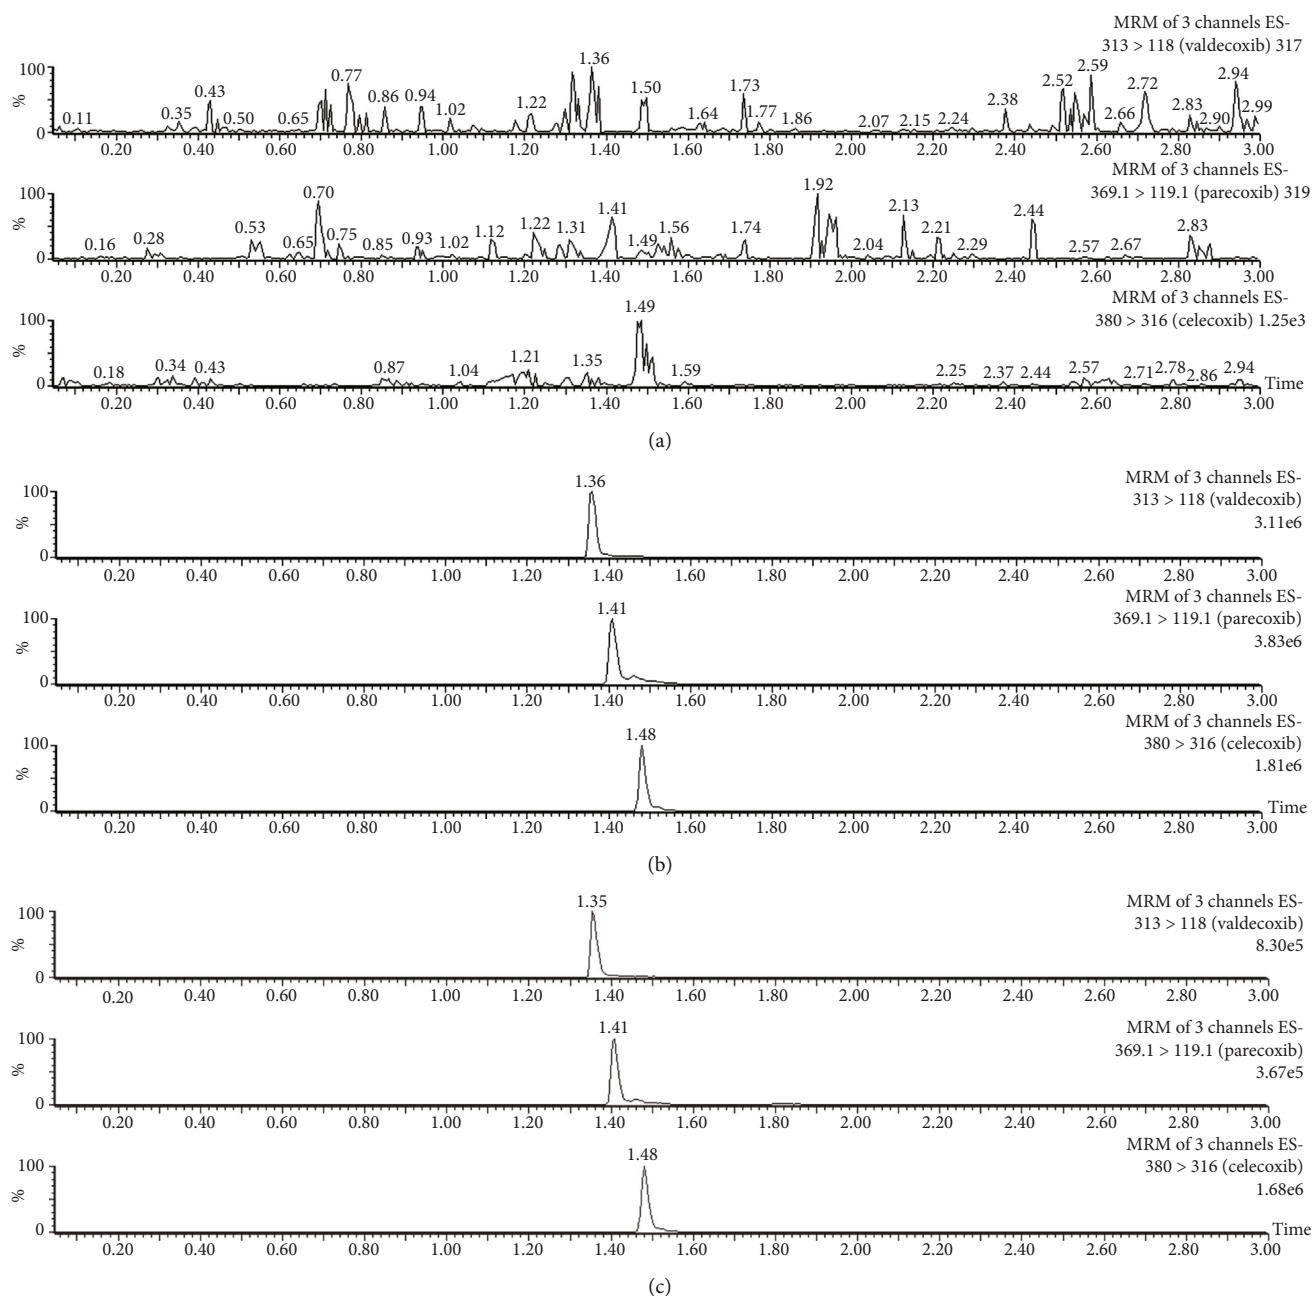 MRM of 3 channels ES-
313 > 118 (valdecoxib) 317
100
%
0
0.11 0.35 0.43 0.50 0.65 0.77 0.86 0.94 1.02 1.22 1.36 1.50 1.64 1.73 1.77 1.86 2.07 2.15 2.24 2.38 2.52 2.59 2.66 2.72 2.83 2.90 2.94 2.99
0.20 0.40 0.60 0.80 1.00 1.20 1.40 1.60 1.80 2.00 2.20 2.40 2.60 2.80 3.00
MRM of 3 channels ES-
369.1 > 119.1 (parecoxib) 319
100
%
0
0.16 0.28 0.53 0.65 0.70 0.75 0.85 0.93 1.02 1.12 1.22 1.31 1.41 1.49 1.56 1.74 1.92 2.04 2.13 2.21 2.29 2.44 2.57 2.67 2.83
0.20 0.40 0.60 0.80 1.00 1.20 1.40 1.60 1.80 2.00 2.20 2.40 2.60 2.80 3.00
MRM of 3 channels ES-
380 > 316 (celecoxib) 1.25e3
100
%
0
0.18 0.34 0.43 0.87 1.04 1.21 1.35 1.49 1.59 2.25 2.37 2.44 2.57 2.71 2.78 2.86 2.94
Time
0.20 0.40 0.60 0.80 1.00 1.20 1.40 1.60 1.80 2.00 2.20 2.40 2.60 2.80 3.00
(a)
MRM of 3 channels ES-
313 > 118 (valdecoxib)
3.11e6
100
%
0
1.36
0.20 0.40 0.60 0.80 1.00 1.20 1.40 1.60 1.80 2.00 2.20 2.40 2.60 2.80 3.00
MRM of 3 channels ES-
369.1 > 119.1 (parecoxib)
3.83e6
100
%
0
1.41
0.20 0.40 0.60 0.80 1.00 1.20 1.40 1.60 1.80 2.00 2.20 2.40 2.60 2.80 3.00
MRM of 3 channels ES-
380 > 316 (celecoxib)
1.81e6
100
%
0
1.48
Time
0.20 0.40 0.60 0.80 1.00 1.20 1.40 1.60 1.80 2.00 2.20 2.40 2.60 2.80 3.00
(b)
MRM of 3 channels ES-
313 > 118 (valdecoxib)
8.30e5
100
%
0
1.35
0.20 0.40 0.60 0.80 1.00 1.20 1.40 1.60 1.80 2.00 2.20 2.40 2.60 2.80 3.00
MRM of 3 channels ES-
369.1 > 119.1 (parecoxib)
3.67e5
100
%
0
1.41
0.20 0.40 0.60 0.80 1.00 1.20 1.40 1.60 1.80 2.00 2.20 2.40 2.60 2.80 3.00
MRM of 3 channels ES-
380 > 316 (celecoxib)
1.68e6
100
%
0
1.48
Time
0.20 0.40 0.60 0.80 1.00 1.20 1.40 1.60 1.80 2.00 2.20 2.40 2.60 2.80 3.00
(c)